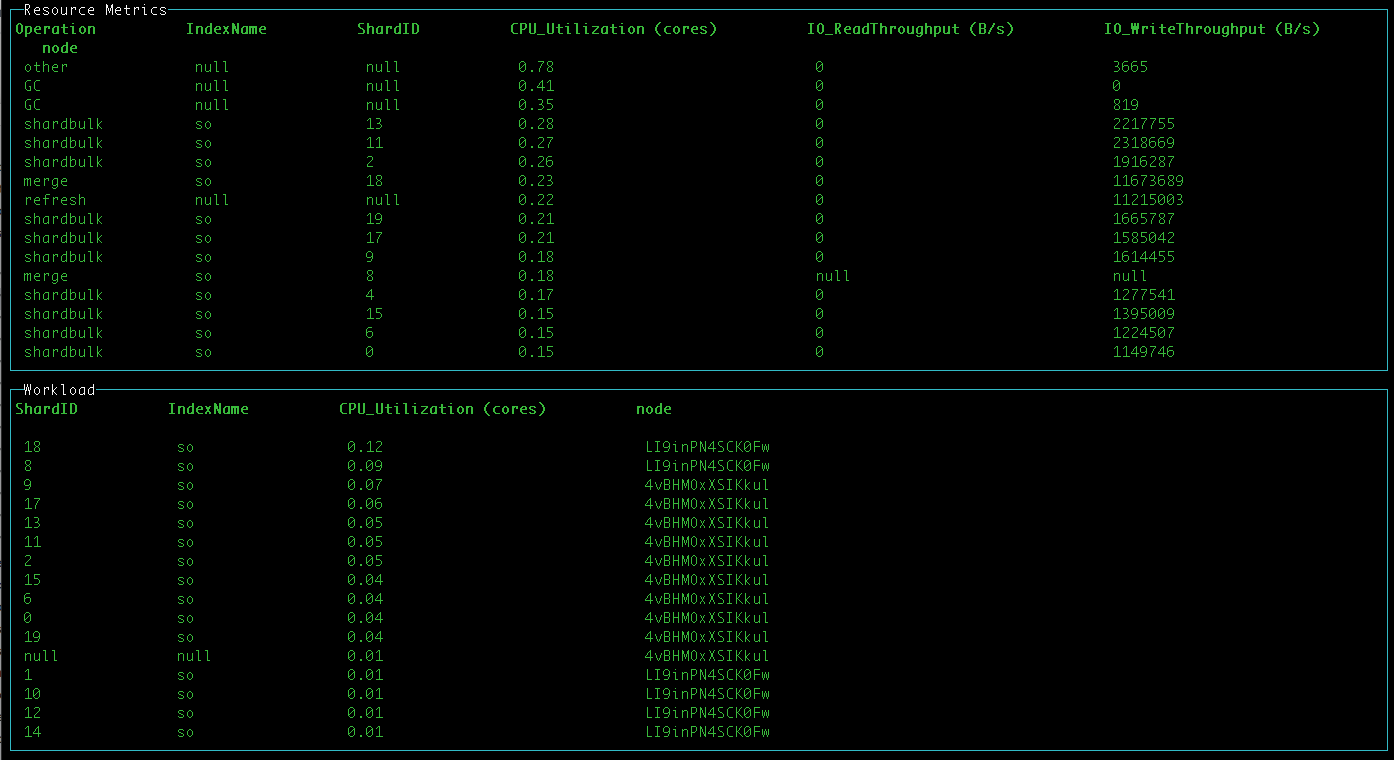 Resource Metrics
Operation IndexName ShardID CPU_Utilization (cores) IO_ReadThroughput (B/s) IO_WriteThroughput (B/s)
node
other null null 0.78 0 3665
GC null null 0.41 0 0
GC null null 0.35 0 819
shardbulk so 13 0.28 0 2217755
shardbulk so 11 0.27 0 2318669
shardbulk so 2 0.26 0 1916287
merge so 18 0.23 0 11673689
refresh null null 0.22 0 11215003
shardbulk so 19 0.21 0 1665787
shardbulk so 17 0.21 0 1585042
shardbulk so 9 0.18 0 1614455
merge so 8 0.18 null null
shardbulk so 4 0.17 0 1277541
shardbulk so 15 0.15 0 1395009
shardbulk so 6 0.15 0 1224507
shardbulk so 0 0.15 0 1149746
Workload
ShardID IndexName CPU_Utilization (cores) node
18 so 0.12 LI9inPN4SCK0Fw
8 so 0.09 LI9inPN4SCK0Fw
9 so 0.07 4vBHMOxXSIKkul
17 so 0.06 4vBHMOxXSIKkul
13 so 0.05 4vBHMOxXSIKkul
11 so 0.05 4vBHMOxXSIKkul
2 so 0.05 4vBHMOxXSIKkul
15 so 0.04 4vBHMOxXSIKkul
6 so 0.04 4vBHMOxXSIKkul
0 so 0.04 4vBHMOxXSIKkul
19 so 0.04 4vBHMOxXSIKkul
null null 0.01 4vBHMOxXSIKkul
1 so 0.01 LI9inPN4SCK0Fw
10 so 0.01 LI9inPN4SCK0Fw
12 so 0.01 LI9inPN4SCK0Fw
14 so 0.01 LI9inPN4SCK0Fw